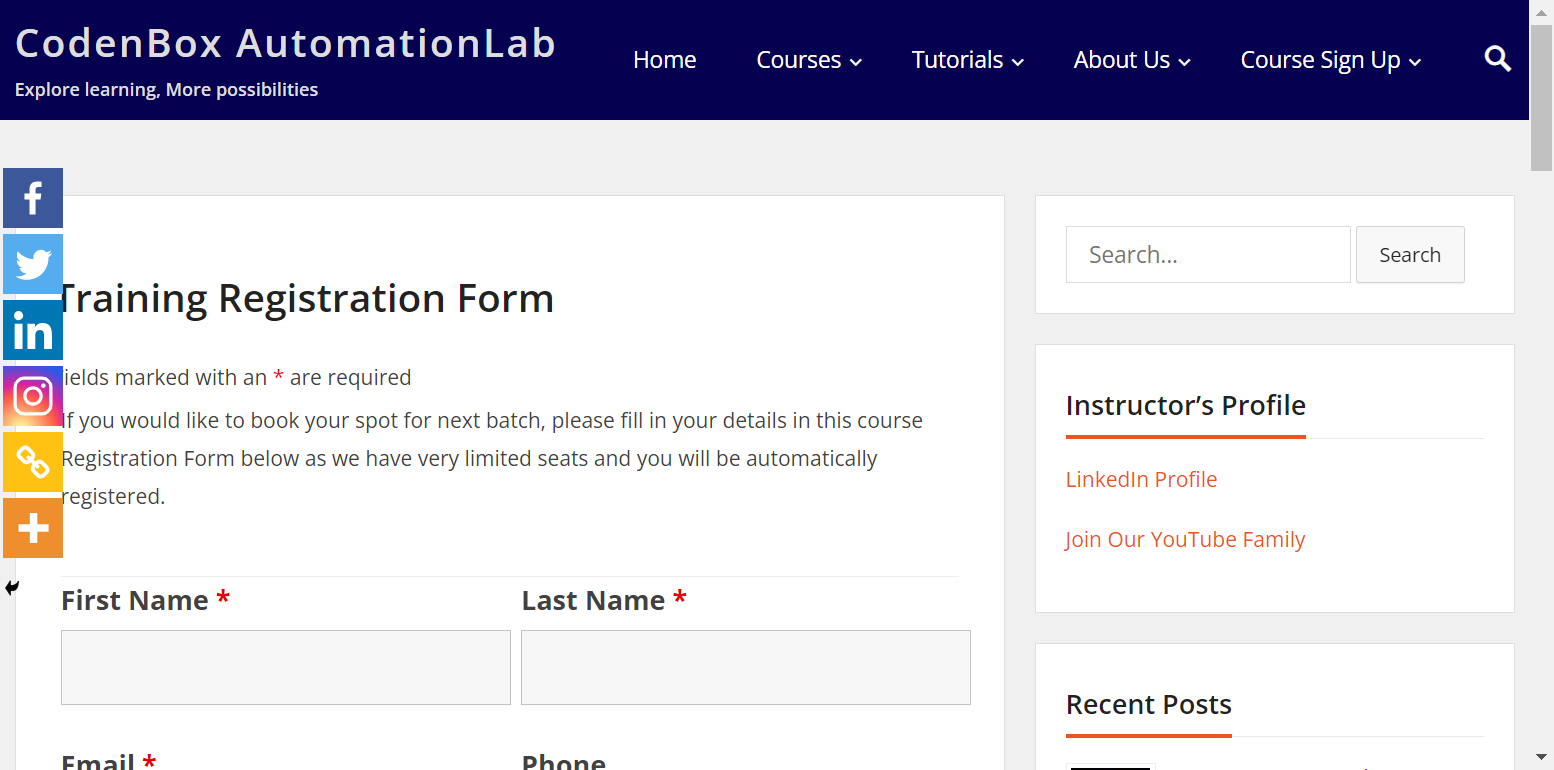 CodenBox AutomationLab
Explore learning, More possibilities
Home
Courses
Tutorials
About Us
Course Sign Up
Training Registration Form
ields marked with an * are required
If you would like to book your spot for next batch, please fill in your details in this course
Registration Form below as we have very limited seats and you will be automatically
registered.
First Name *
Last Name *
Email *
Phone
Search...
Search
Instructor’s Profile
LinkedIn Profile
Join Our YouTube Family
Recent Posts